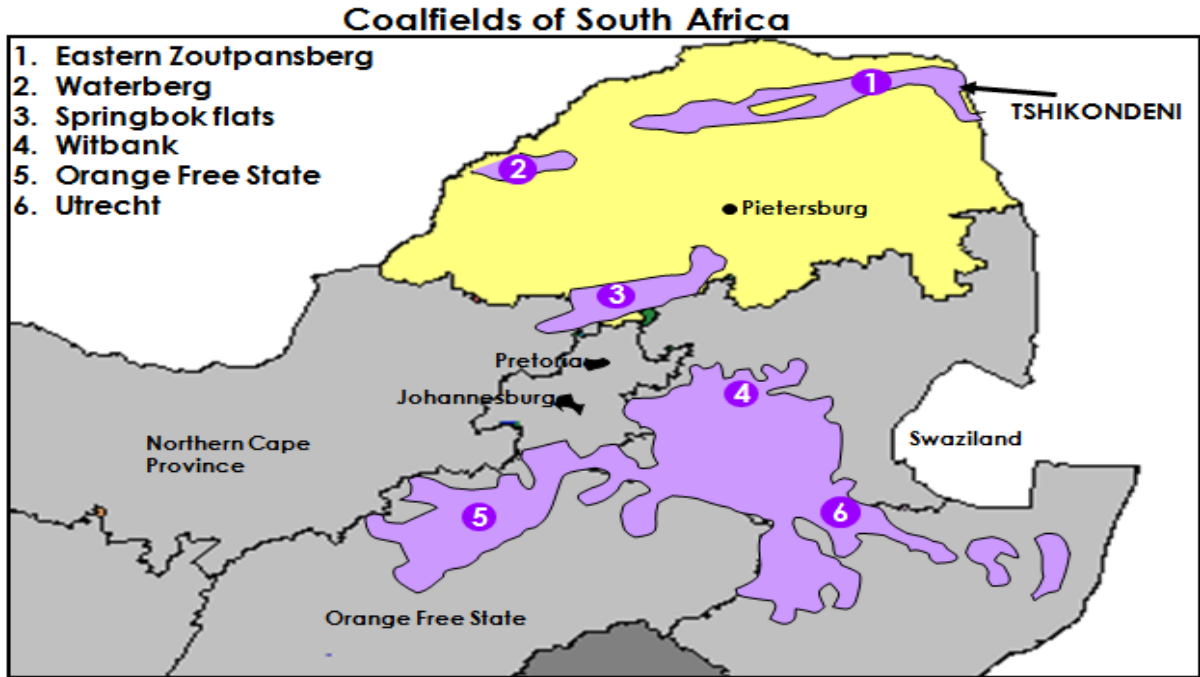 Coalfields of South Africa
1. Eastern Zoutpansberg
2. Waterberg
3. Springbok flats
4. Witbank
5. Orange Free State
6. Utrecht
1
TSHIKONDENI
2
Pietersburg
3
Pretoria
4
Johannesburg
Northern Cape
Province
Swaziland
5
6
Orange Free State